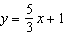 y = 5/3 x + 1